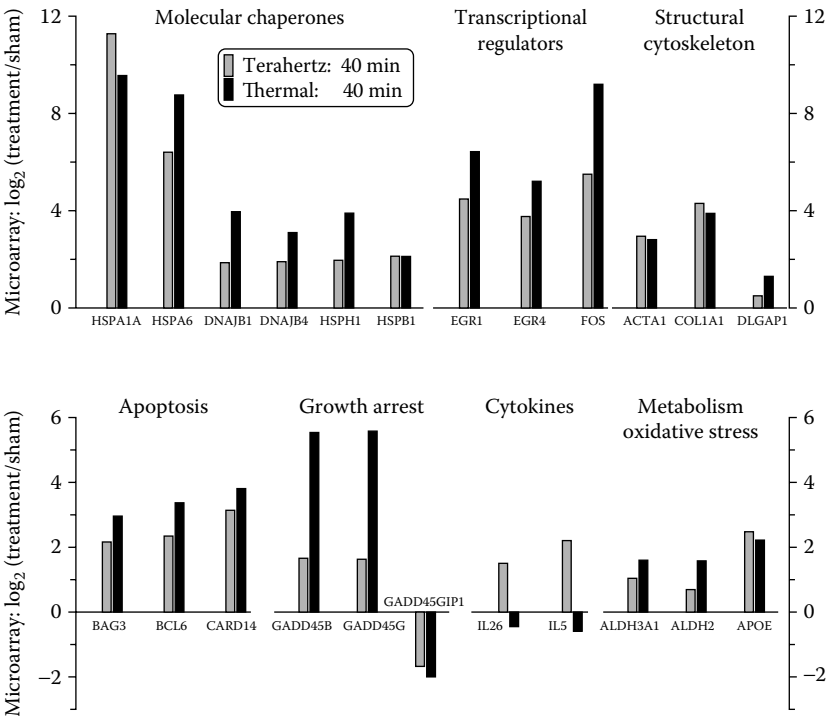 Microarray: log2 (treatment/sham)
12
8
4
0
Molecular chaperones
Transcriptional
regulators
Structural
cytoskeleton
Terahertz: 40 min
Thermal: 40 min
12
8
4
0
HSPA1A HSPA6 DNAJB1 DNAJB4 HSPH1 HSPB1 EGR1 EGR4 FOS ACTA1 COL1A1 DLGAP1
Microarray: log2 (treatment/sham)
6
4
2
0
−2
Apoptosis
Growth arrest
Cytokines
Metabolism
oxidative stress
6
4
2
0
−2
GADD45GIP1
BAG3 BCL6 CARD14 GADD45B GADD45G IL26 IL5 ALDH3A1 ALDH2 APOE